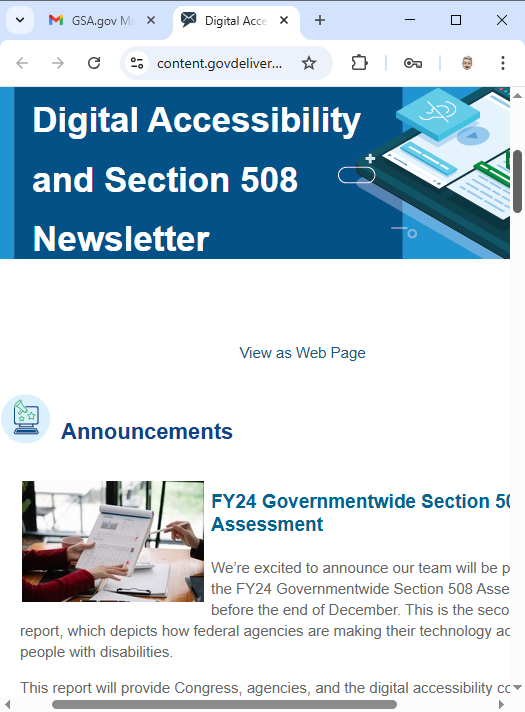 GSA.gov Ma
Digital Acce
content.govdeliver...
Digital Accessibility
and Section 508
Newsletter
View as Web Page
Announcements
FY24 Governmentwide Section 50
Assessment
We're excited to announce our team will be p
the FY24 Governmentwide Section 508 Asse
before the end of December. This is the seco
report, which depicts how federal agencies are making their technology ac
people with disabilities.
This report will provide Congress, agencies, and the digital accessibility co